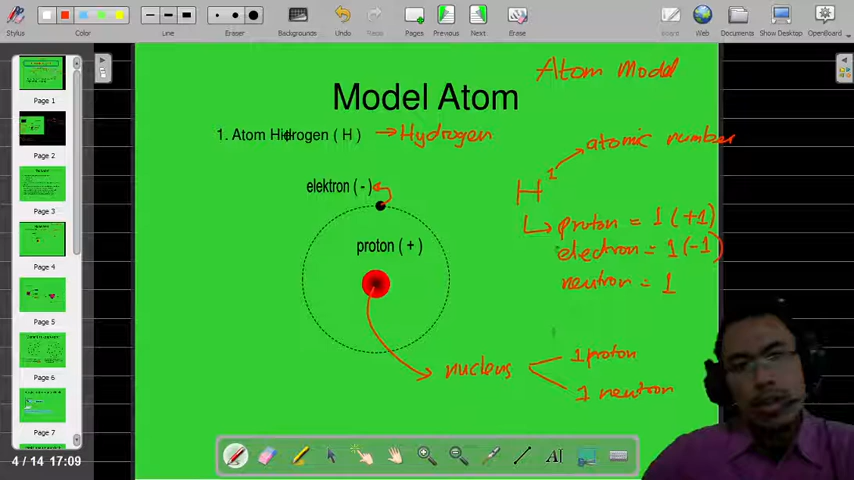 Stylus
Color
Line
Eraser
Backgrounds
Undo
Redo
Pages
Previous
Next
Erase
Board
Web
Documents
Show Desktop
OpenBoard
Page 1
Page 2
Page 3
Page 4
Page 5
Page 6
Page 7
4 / 14 17:09
Atom Model
Model Atom
1. Atom Hidrogen ( H ) → Hydrogen
H 1 → atomic number
elektron ( - )
proton = 1 (+1)
proton ( + )
electron = 1 (-1)
neutron = 1
nucleus
1 proton
1 neutron